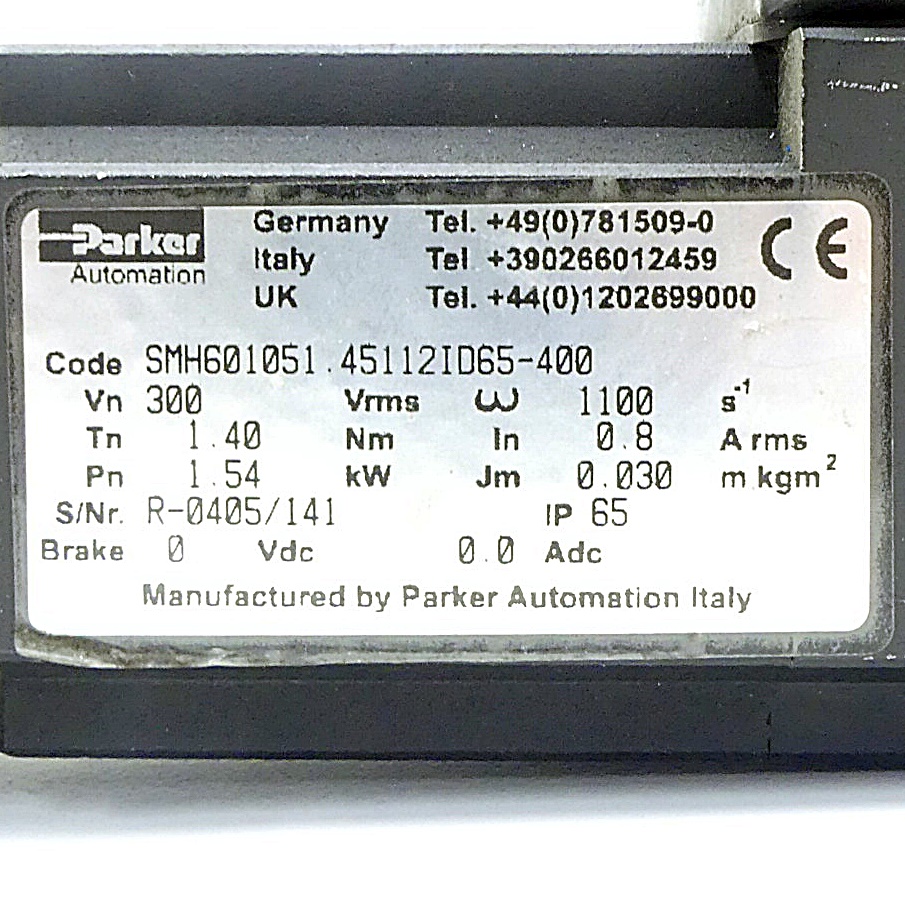 Parker
Automation
Germany Tel. +49(0)781509-0
Italy Tel +390266012459
UK Tel. +44(0)1202699000
CE
Code SMH601051.45112ID65-400
Vn 300 Vrms ω 1100 s⁻¹
Tn 1.40 Nm In 0.8 A rms
Pn 1.54 kW Jm 0.030 m kgm²
S/Nr. R-0405/141 IP 65
Brake 0 Vdc 0.0 Adc
Manufactured by Parker Automation Italy